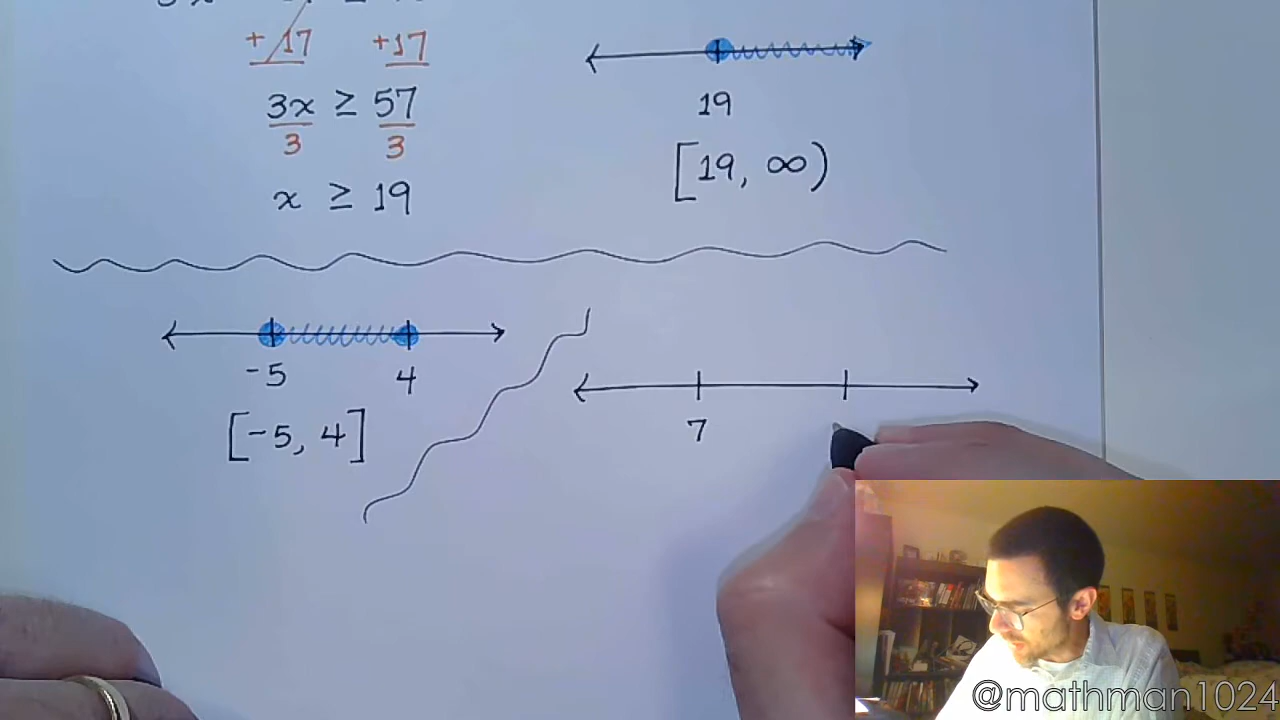 + 17 +17
3x ≥ 57
3 3
x ≥ 19
19
[19, ∞)
-5 4
[-5, 4]
7
@mathman1024